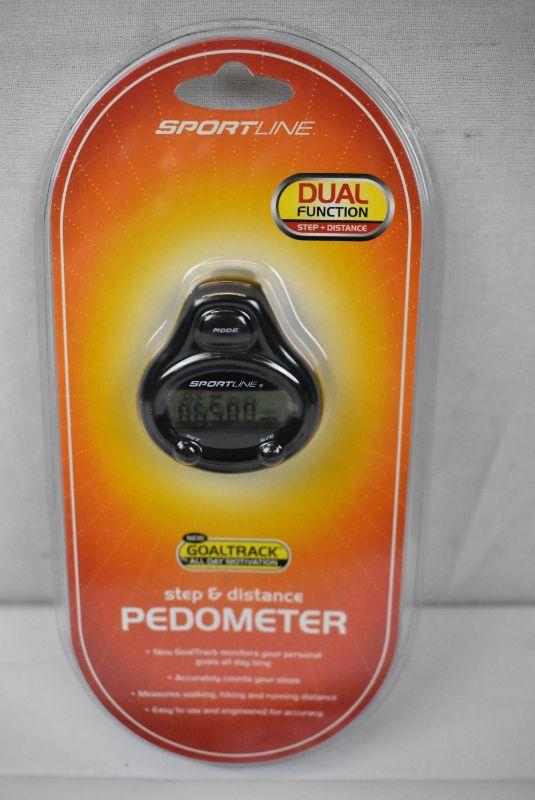 SPORTLINE
DUAL
FUNCTION
STEP + DISTANCE
MODE
SPORTLINE
SET
NEW
GOALTRACK
ALL DAY MOTIVATION
step & distance
PEDOMETER
• New GoalTrack monitors your personal
goals all day long
• Accurately counts your steps
• Measures walking, hiking and running distance
• Easy to use and engineered for accuracy